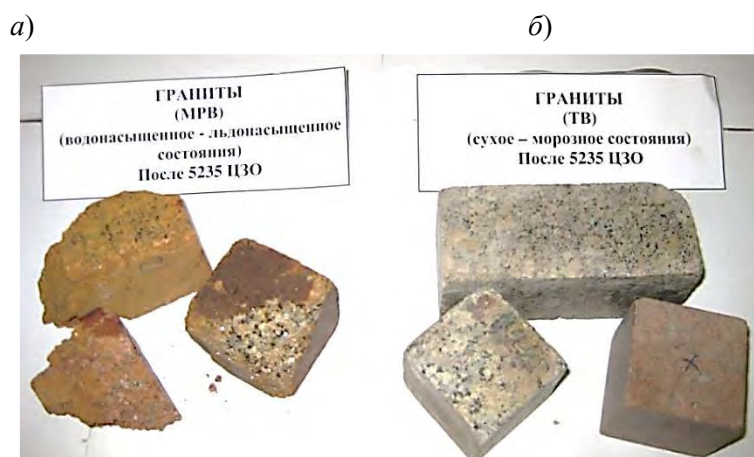 а) б)
ГРАНИТЫ
(МРВ)
(водонасыщенное - льдонасыщенное
состояния)
После 5235 ЦЗО
ГРАНИТЫ
(ТВ)
(сухое – морозное состояния)
После 5235 ЦЗО